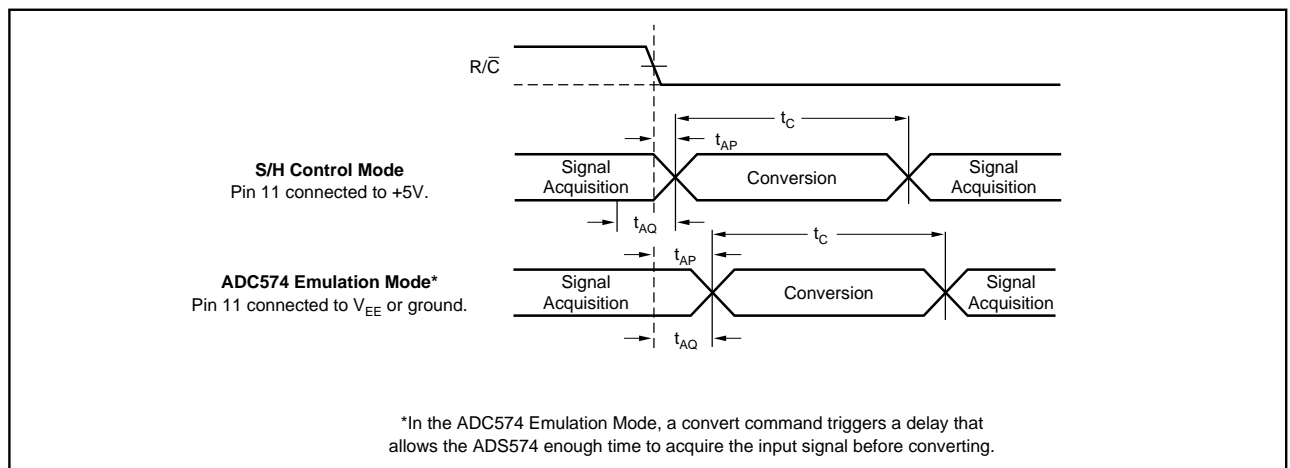 R/C̅
t_C
t_AP
S/H Control Mode
Pin 11 connected to +5V.
Signal
Acquisition
Conversion
Signal
Acquisition
t_AQ
t_C
t_AP
ADC574 Emulation Mode*
Pin 11 connected to V_EE or ground.
Signal
Acquisition
Conversion
Signal
Acquisition
t_AQ
*In the ADC574 Emulation Mode, a convert command triggers a delay that
allows the ADS574 enough time to acquire the input signal before converting.